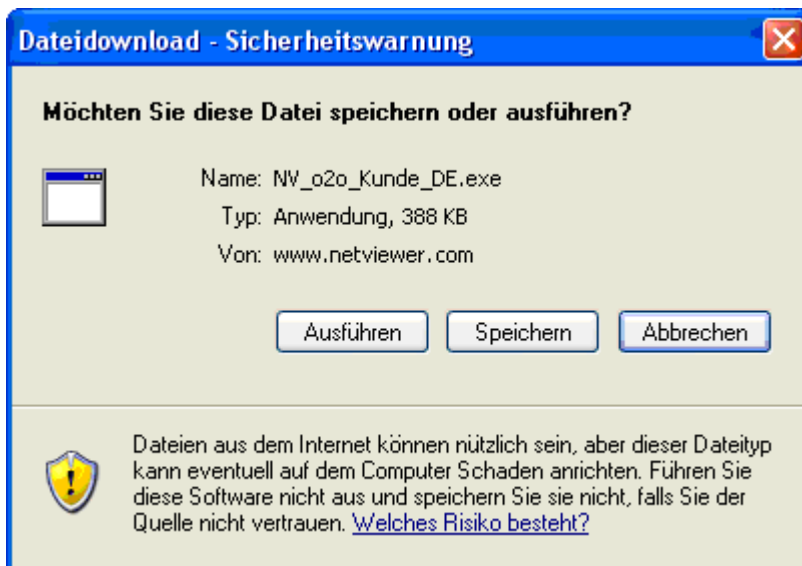 Dateidownload - Sicherheitswarnung
Möchten Sie diese Datei speichern oder ausführen?
Name: NV_o2o_Kunde_DE.exe
Typ: Anwendung, 388 KB
Von: www.netviewer.com
Ausführen Speichern Abbrechen
Dateien aus dem Internet können nützlich sein, aber dieser Dateityp
kann eventuell auf dem Computer Schaden anrichten. Führen Sie
diese Software nicht aus und speichern Sie sie nicht, falls Sie der
Quelle nicht vertrauen. Welches Risiko besteht?